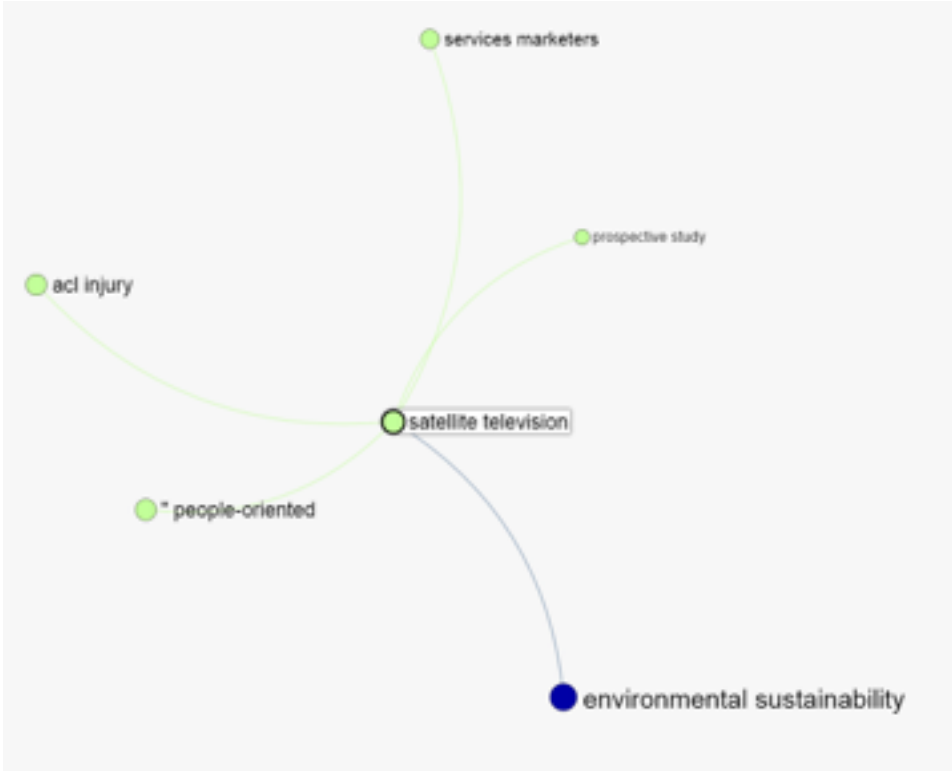 services marketers
prospective study
acl injury
satellite television
" people-oriented
environmental sustainability